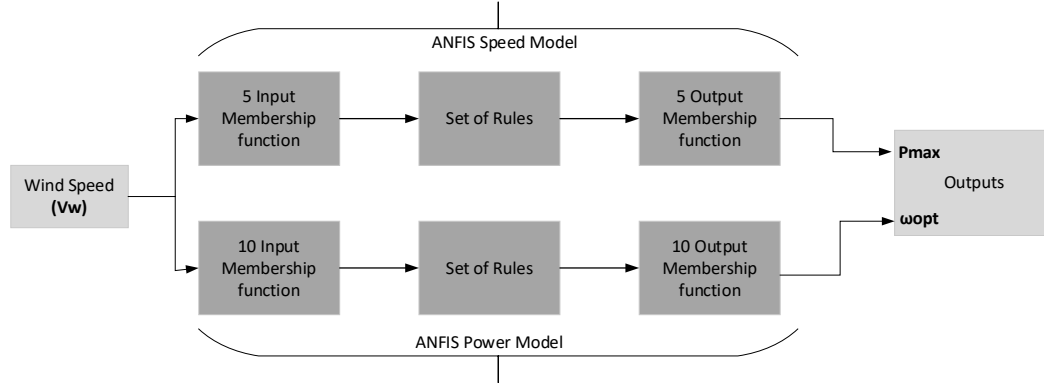 ANFIS Speed Model
5 Input
Membership
function
Set of Rules
5 Output
Membership
function
Wind Speed
(Vw)
Pmax
Outputs
ωopt
10 Input
Membership
function
Set of Rules
10 Output
Membership
function
ANFIS Power Model